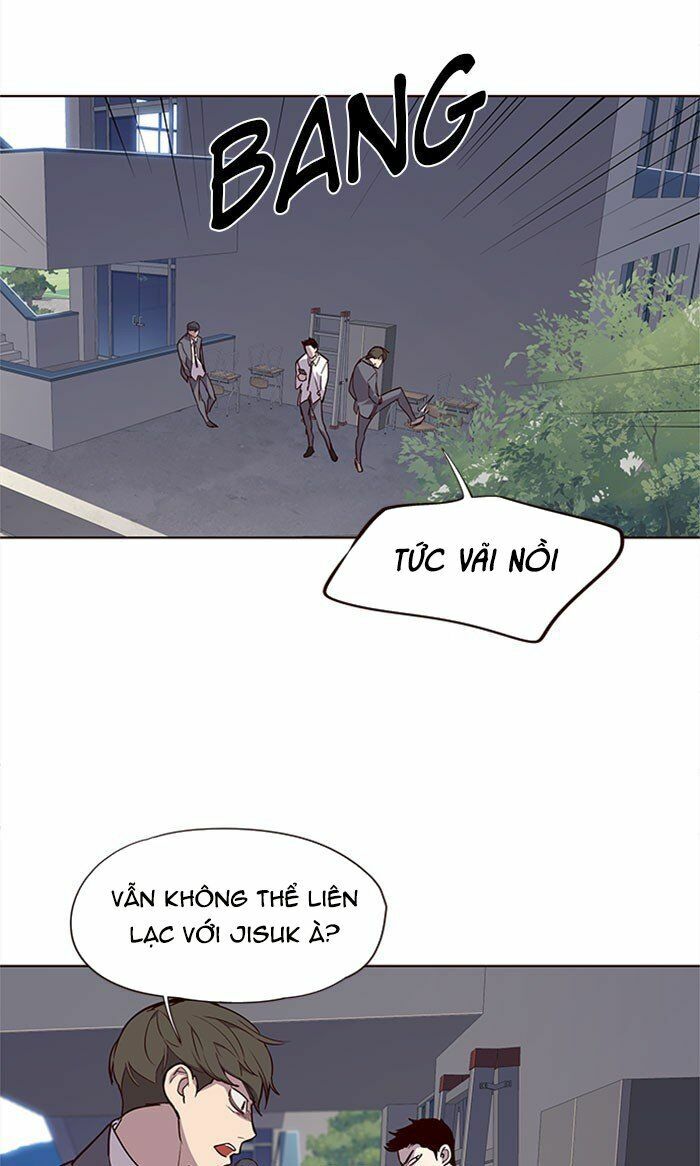 BANG
TỨC VÃI NỒI
VẪN KHÔNG THỂ LIÊN
LẠC VỚI JISUK À?